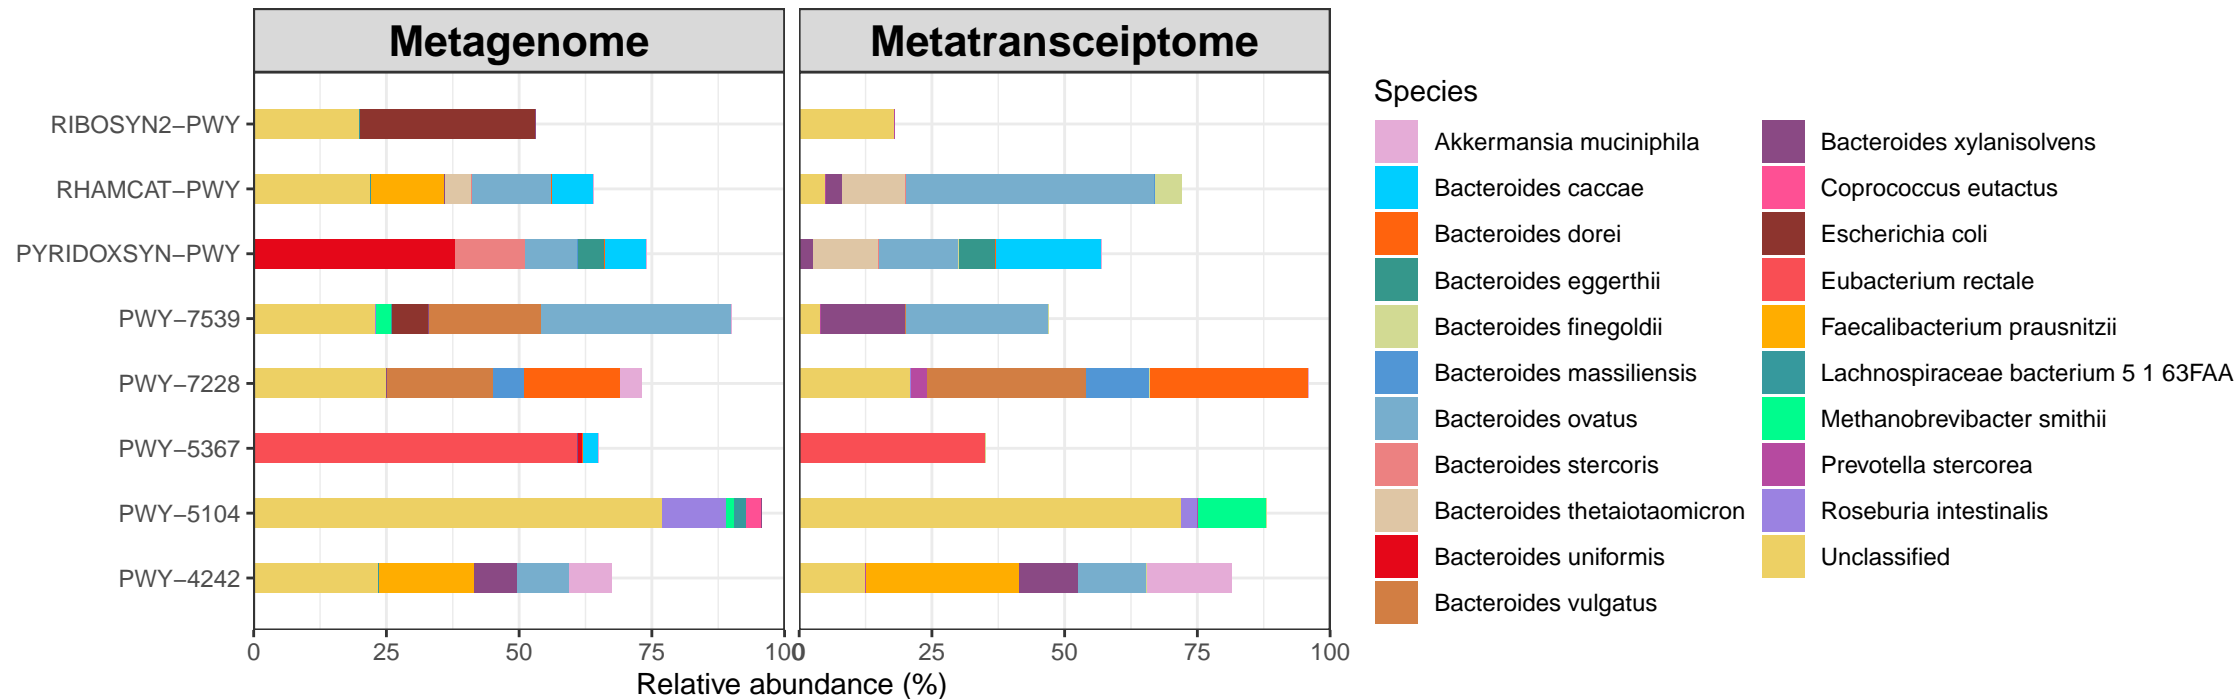 Metagenome
Metatransceiptome
RIBOSYN2−PWY
RHAMCAT−PWY
PYRIDOXSYN−PWY
PWY−7539
PWY−7228
PWY−5367
PWY−5104
PWY−4242
0 25 50 75 100
0 25 50 75 100
Relative abundance (%)
Species
Akkermansia muciniphila
Bacteroides caccae
Bacteroides dorei
Bacteroides eggerthii
Bacteroides finegoldii
Bacteroides massiliensis
Bacteroides ovatus
Bacteroides stercoris
Bacteroides thetaiotaomicron
Bacteroides uniformis
Bacteroides vulgatus
Bacteroides xylanisolvens
Coprococcus eutactus
Escherichia coli
Eubacterium rectale
Faecalibacterium prausnitzii
Lachnospiraceae bacterium 5 1 63FAA
Methanobrevibacter smithii
Prevotella stercorea
Roseburia intestinalis
Unclassified